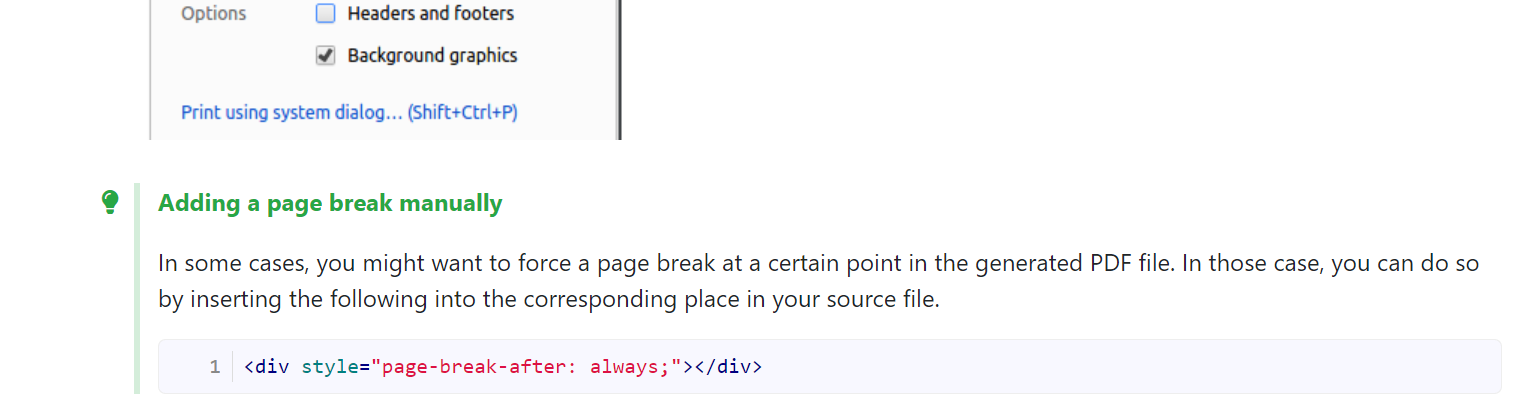 Options Headers and footers
Background graphics
Print using system dialog... (Shift+Ctrl+P)
Adding a page break manually
In some cases, you might want to force a page break at a certain point in the generated PDF file. In those case, you can do so
by inserting the following into the corresponding place in your source file.
1 <div style="page-break-after: always;"></div>